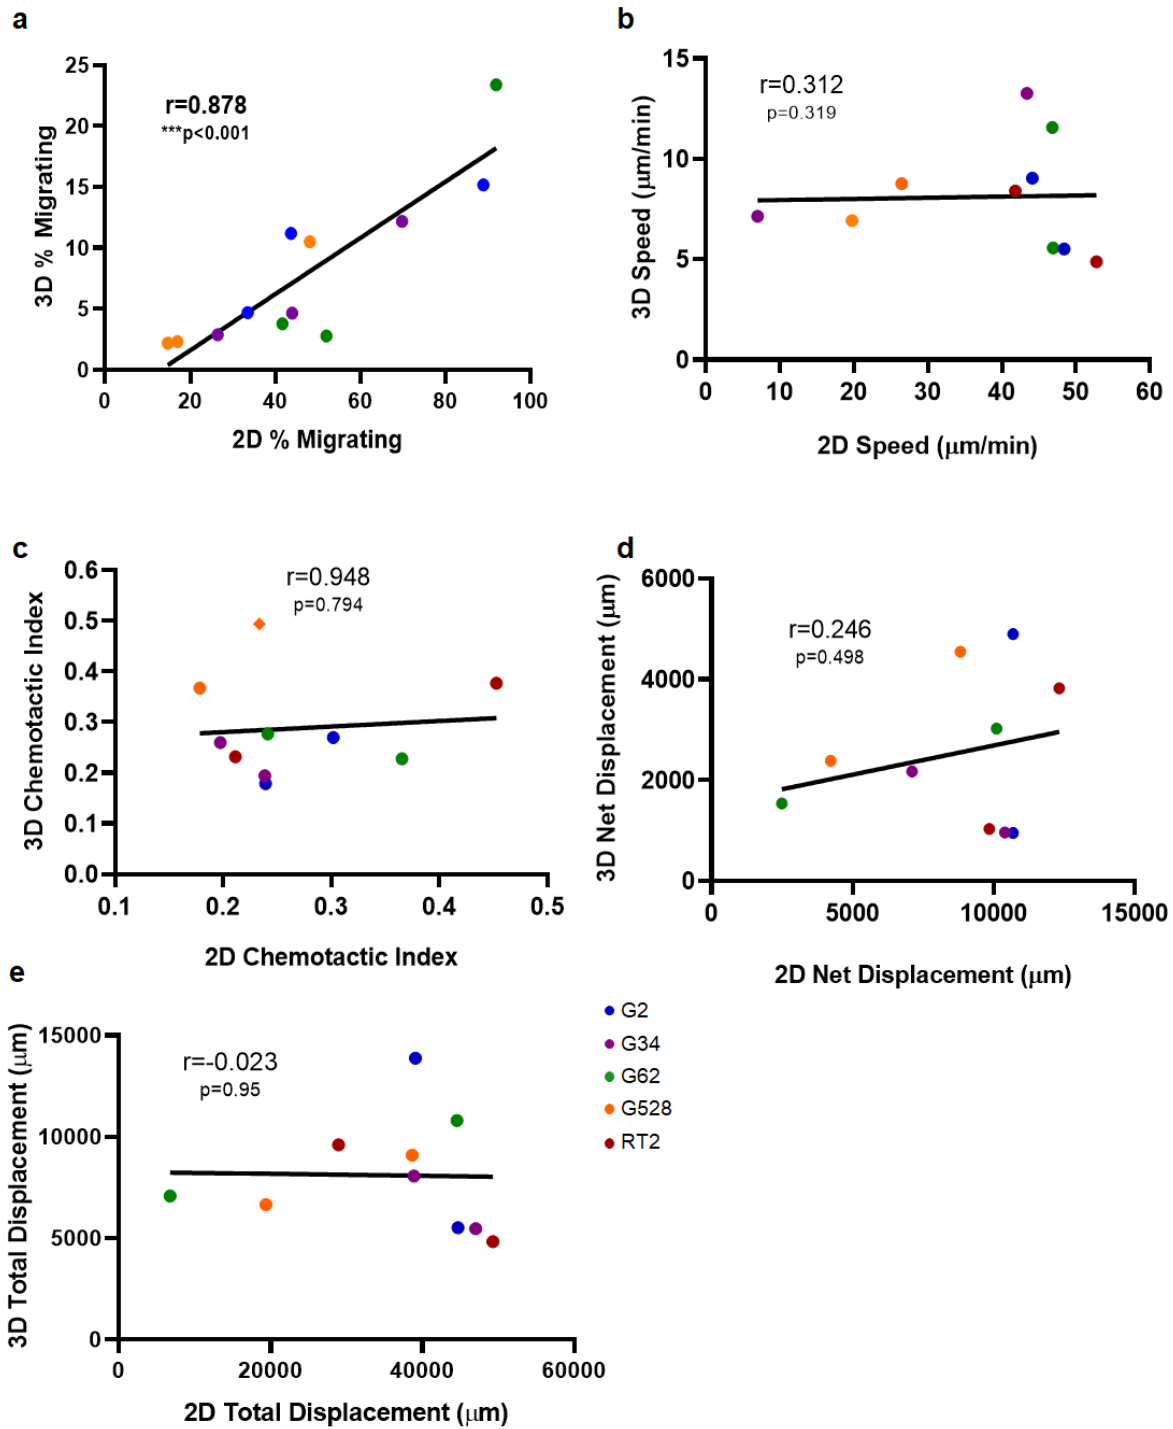 a
25
20
15
10
5
0
3D % Migrating
r=0.878
***p<0.001
0 20 40 60 80 100
2D % Migrating
b
15
10
5
0
3D Speed (μm/min)
r=0.312
p=0.319
0 10 20 30 40 50 60
2D Speed (μm/min)
c
0.6
0.5
0.4
0.3
0.2
0.1
0.0
3D Chemotactic Index
r=0.948
p=0.794
0.1 0.2 0.3 0.4 0.5
2D Chemotactic Index
d
6000
4000
2000
0
3D Net Displacement (μm)
r=0.246
p=0.498
0 5000 10000 15000
2D Net Displacement (μm)
e
15000
10000
5000
0
3D Total Displacement (μm)
r=-0.023
p=0.95
0 20000 40000 60000
2D Total Displacement (μm)
G2
G34
G62
G528
RT2